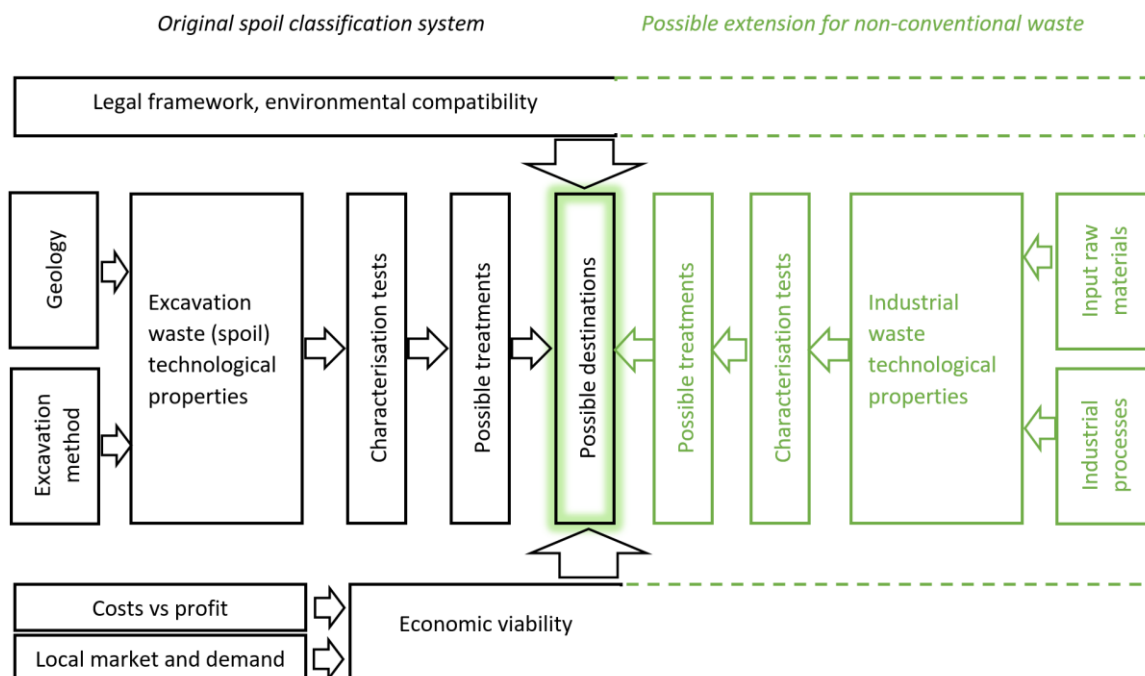 Original spoil classification system
Possible extension for non-conventional waste
Legal framework, environmental compatibility
Geology
Excavation
method
Excavation
waste (spoil)
technological
properties
Characterisation tests
Possible treatments
Possible destinations
Possible treatments
Characterisation tests
Industrial
waste
technological
properties
Input raw
materials
Industrial
processes
Costs vs profit
Local market and demand
Economic viability